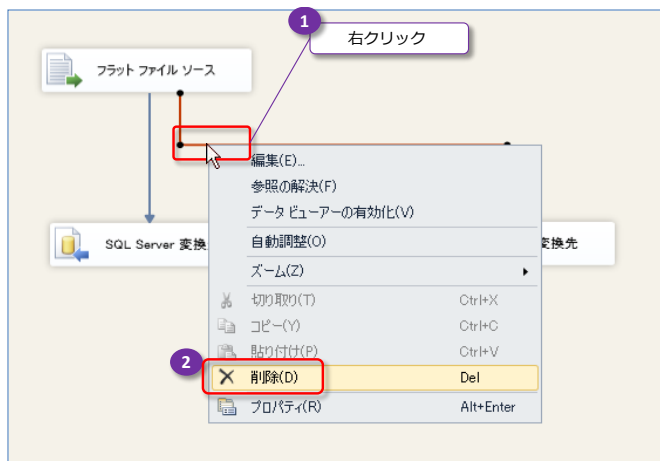 1
右クリック
フラット ファイル ソース
編集(E)...
参照の解決(F)
データ ビューアーの有効化(V)
SQL Server 変換
自動調整(O)
変換先
ズーム(Z)
切り取り(T) Ctrl+X
コピー(Y) Ctrl+C
貼り付け(P) Ctrl+V
2
削除(D) Del
プロパティ(R) Alt+Enter